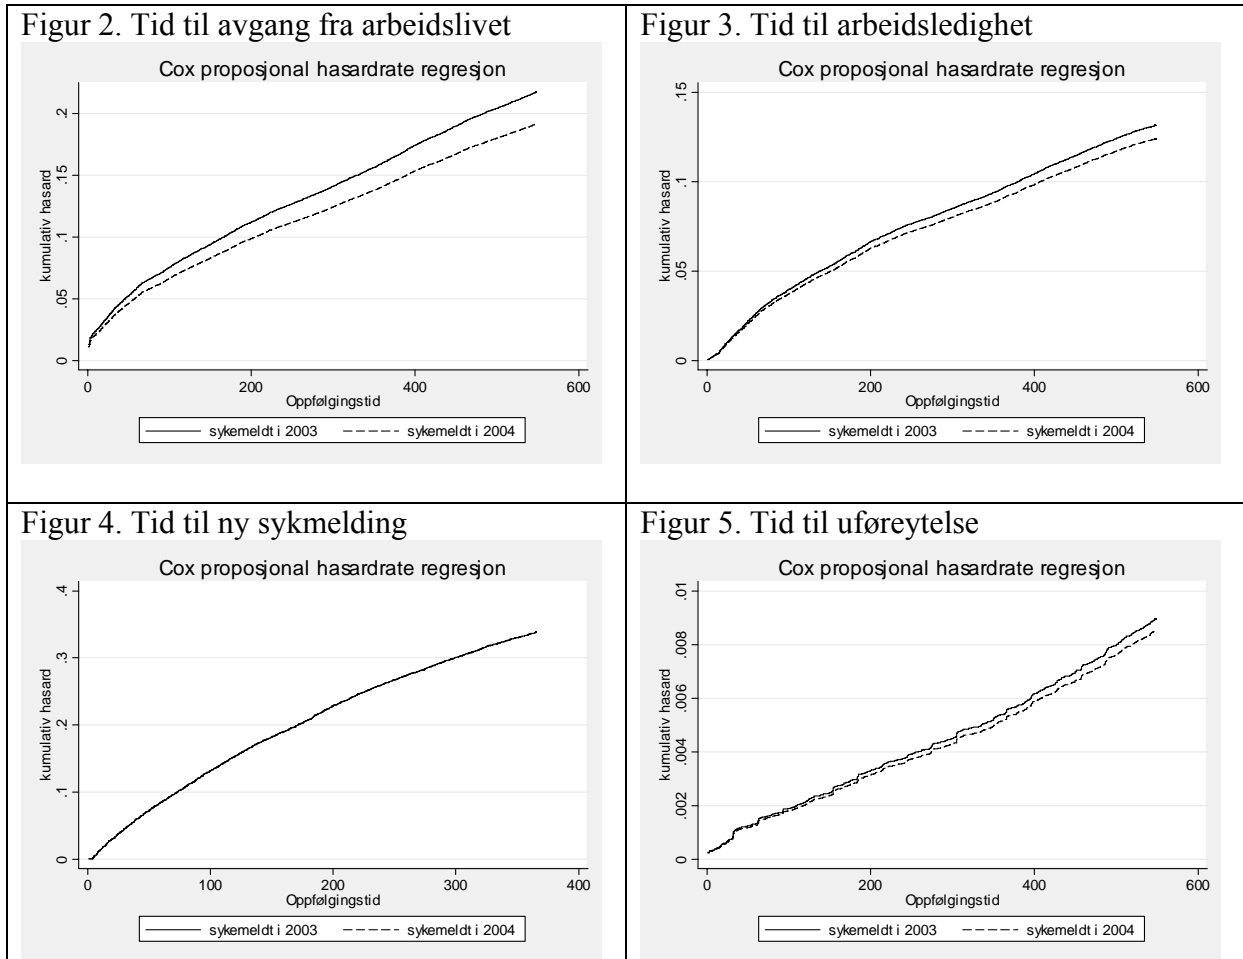 Figur 2. Tid til avgang fra arbeidslivet
Cox proposjonal hasardrate regresjon
kumulativ hasard
.2
.15
.1
.05
0
0 200 400 600
Oppfølgingstid
sykemeldt i 2003 sykemeldt i 2004
Figur 3. Tid til arbeidsledighet
Cox proposjonal hasardrate regresjon
kumulativ hasard
.15
.1
.05
0
0 200 400 600
Oppfølgingstid
sykemeldt i 2003 sykemeldt i 2004
Figur 4. Tid til ny sykmelding
Cox proposjonal hasardrate regresjon
kumulativ hasard
.4
.3
.2
.1
0
0 100 200 300 400
Oppfølgingstid
sykemeldt i 2003 sykemeldt i 2004
Figur 5. Tid til uføreytelse
Cox proposjonal hasardrate regresjon
kumulativ hasard
.01
.008
.006
.004
.002
0
0 200 400 600
Oppfølgingstid
sykemeldt i 2003 sykemeldt i 2004